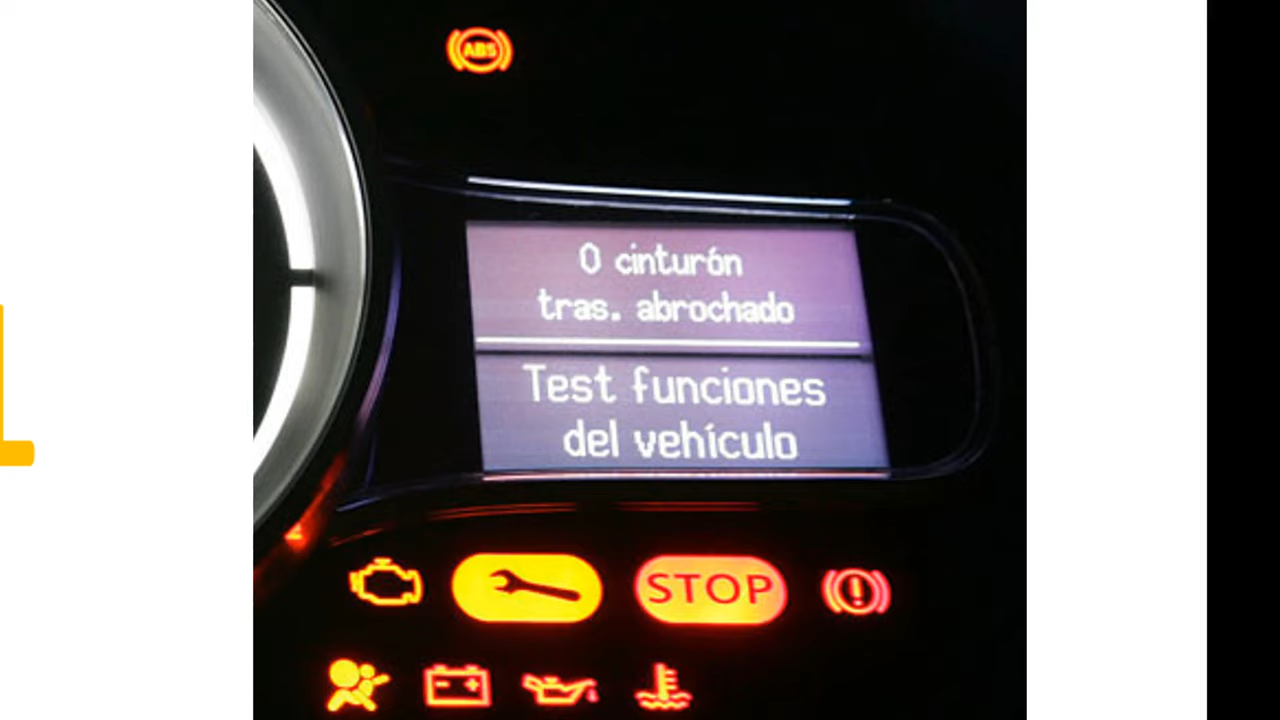 ABS
0 cinturón
tras. abrochado
Test funciones
del vehículo
STOP